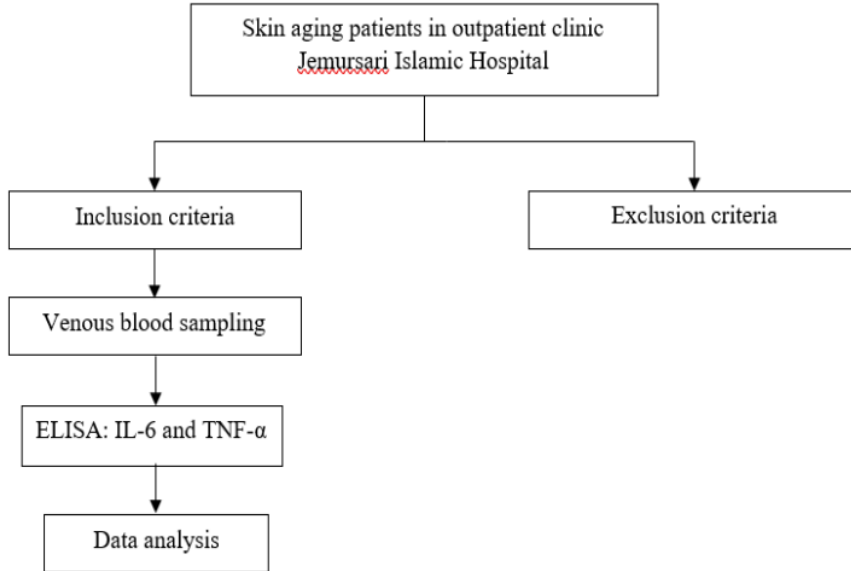 Skin aging patients in outpatient clinic
Jemursari Islamic Hospital
Inclusion criteria
Exclusion criteria
Venous blood sampling
ELISA: IL-6 and TNF-α
Data analysis